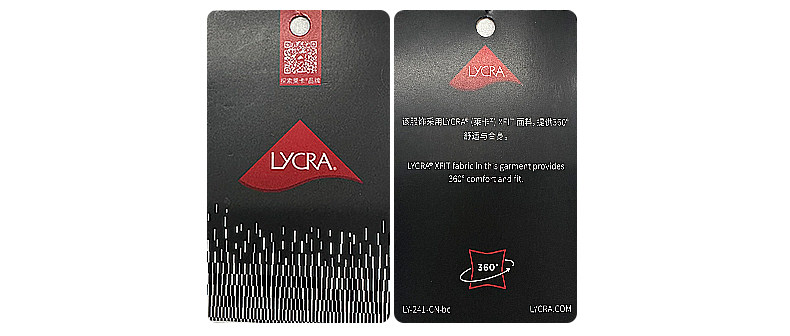 探索莱卡®品牌
LYCRA®
LYCRA
该服饰采用LYCRA® (莱卡®) XFIT 面料，提供360°
舒适与合身。
LYCRA® XFIT fabric in this garment provides
360° comfort and fit.
360°
LY-241-CN-bc
LYCRA.COM